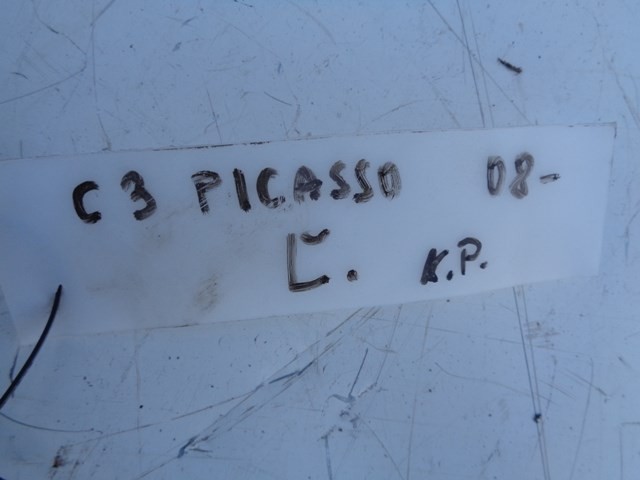 C3 PICASSO 08-
Č. K.P.